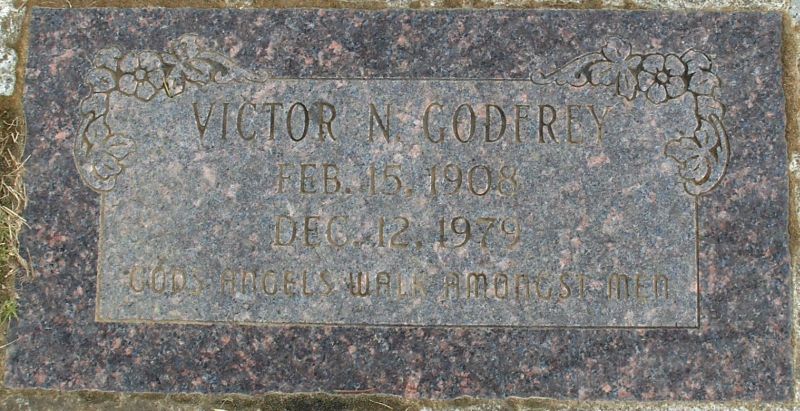 VICTOR N. GODFREY
FEB. 15, 1908
DEC. 12, 1979
GODS ANGELS WALK AMONGST MEN